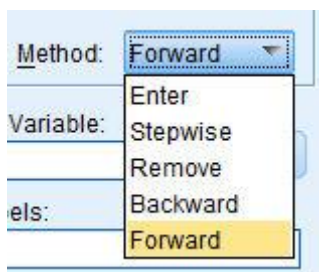 Method: Forward
Enter
Variable:
Stepwise
Remove
els:
Backward
Forward